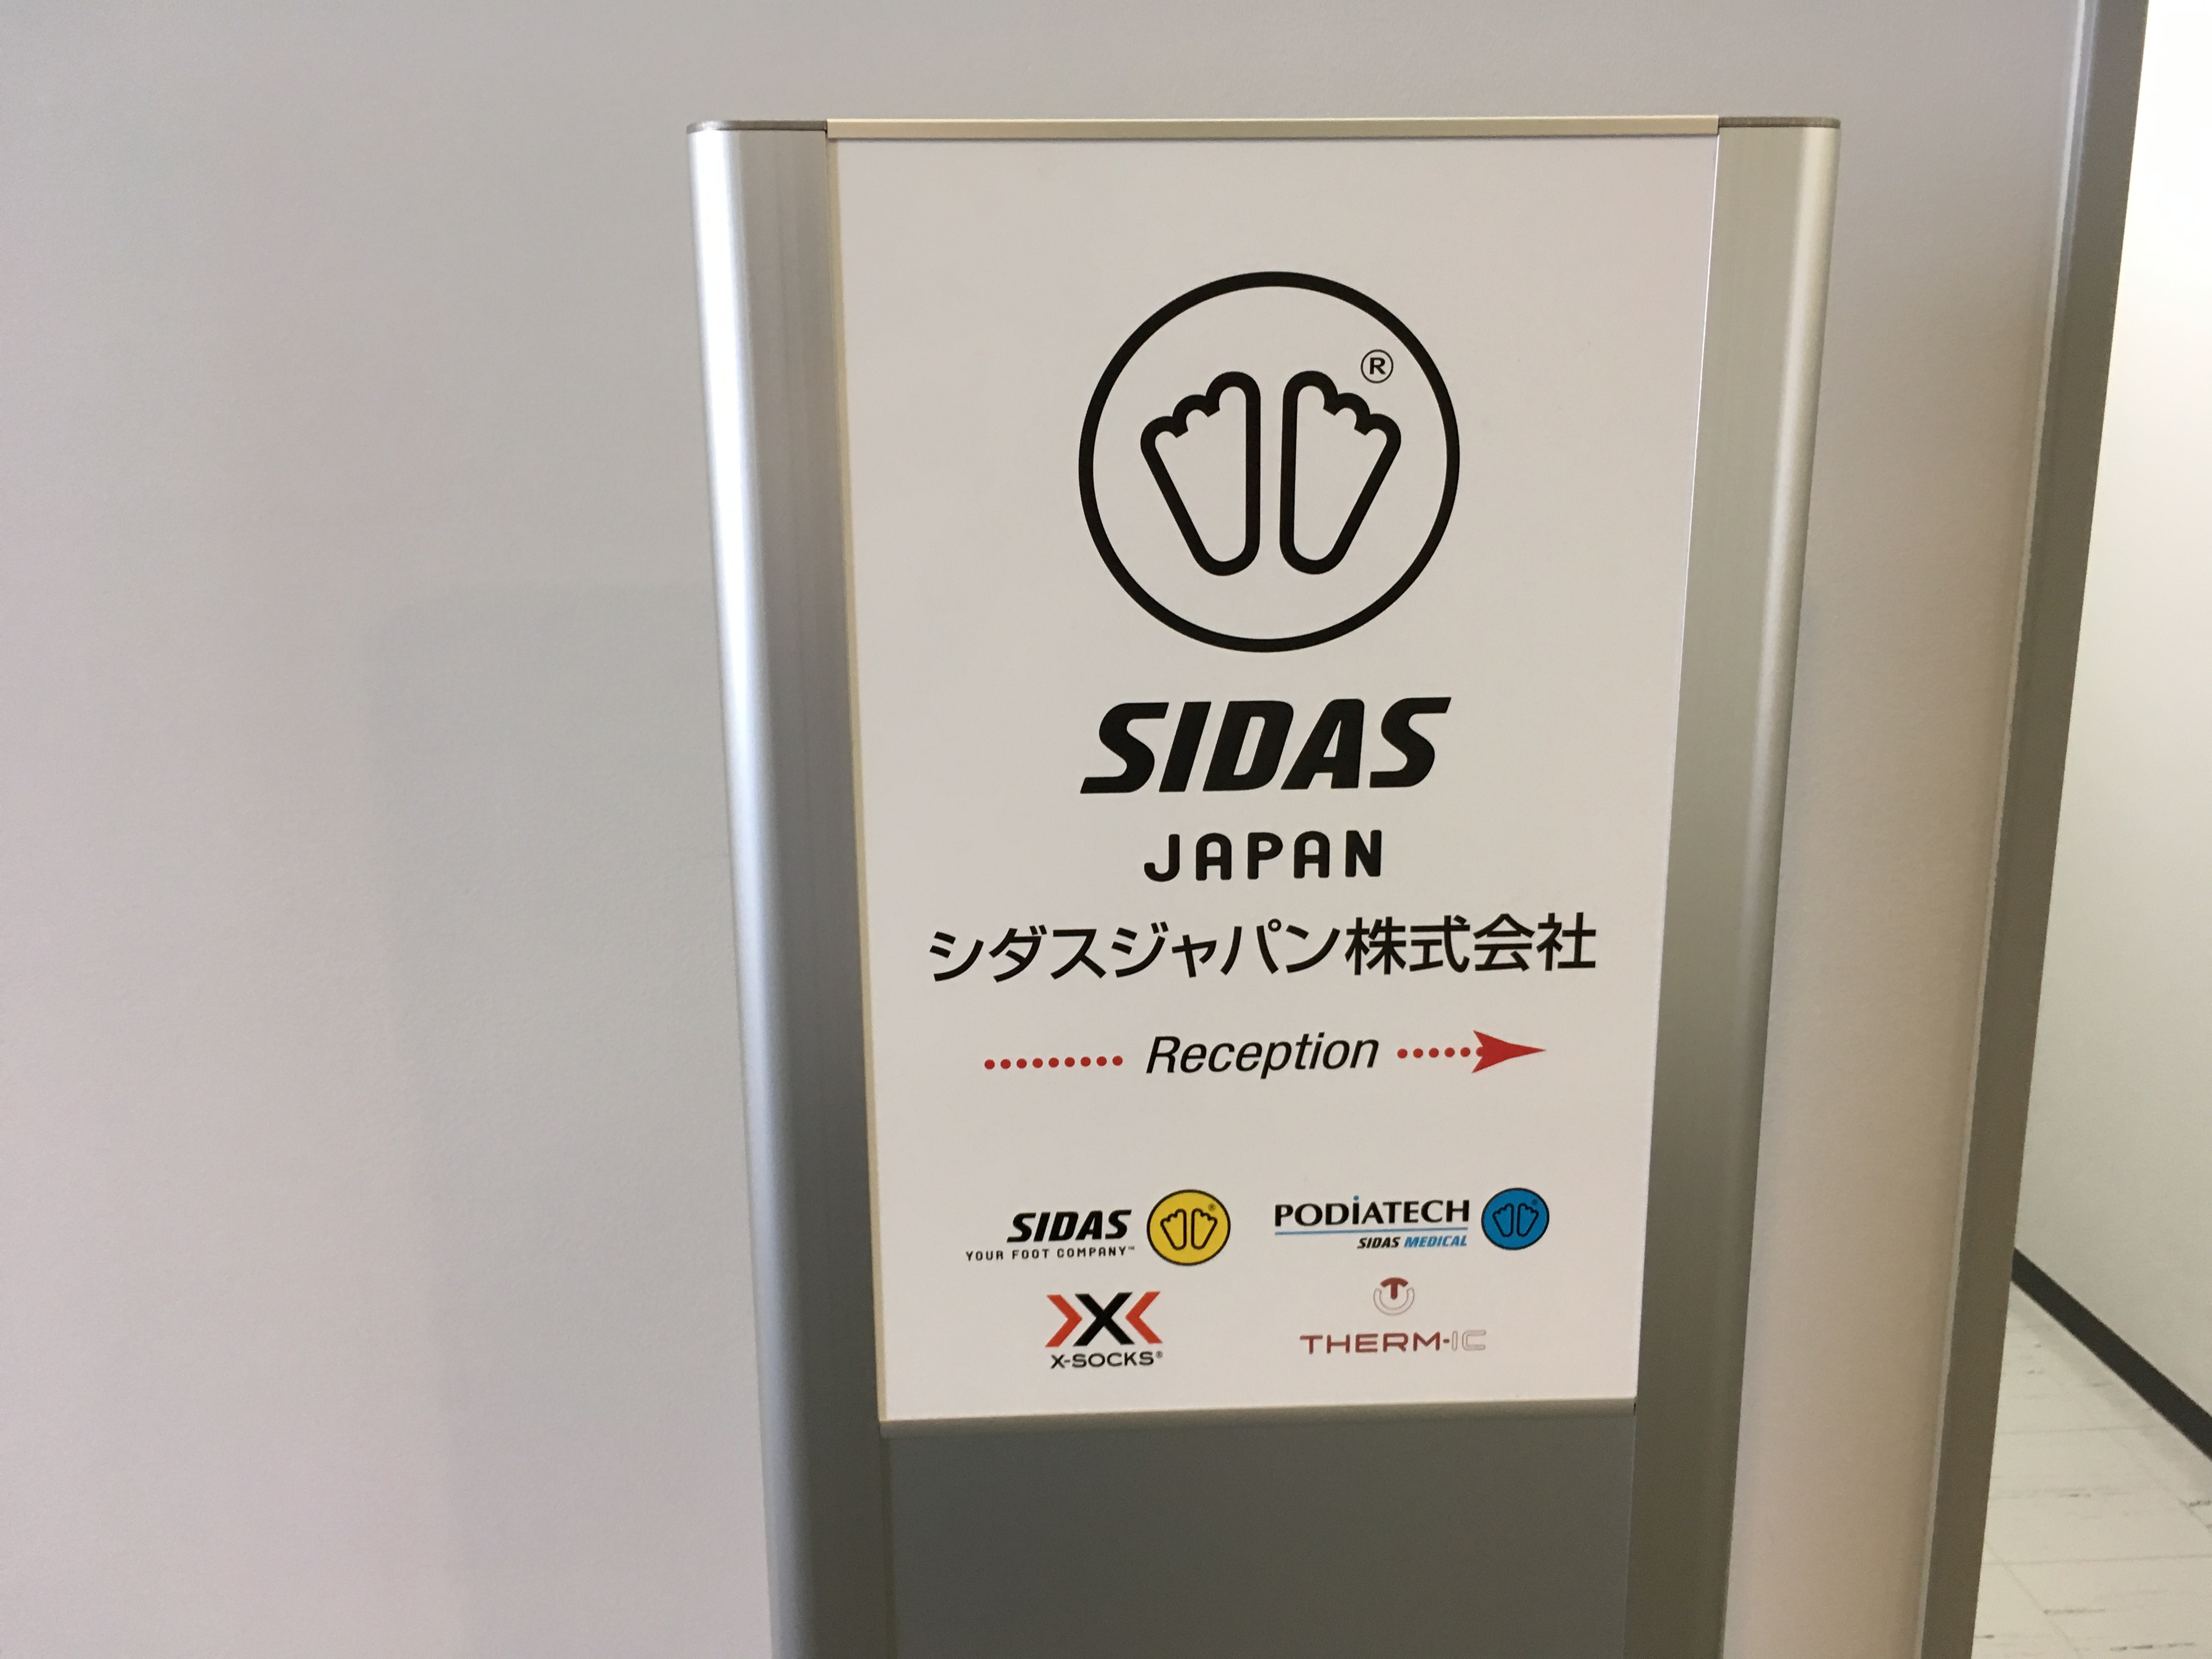 ®
SIDAS
JAPAN
シダスジャパン株式会社
Reception
SIDAS
YOUR FOOT COMPANY™
PODiATECH
SIDAS MEDICAL
X
X-SOCKS®
THERM-IC